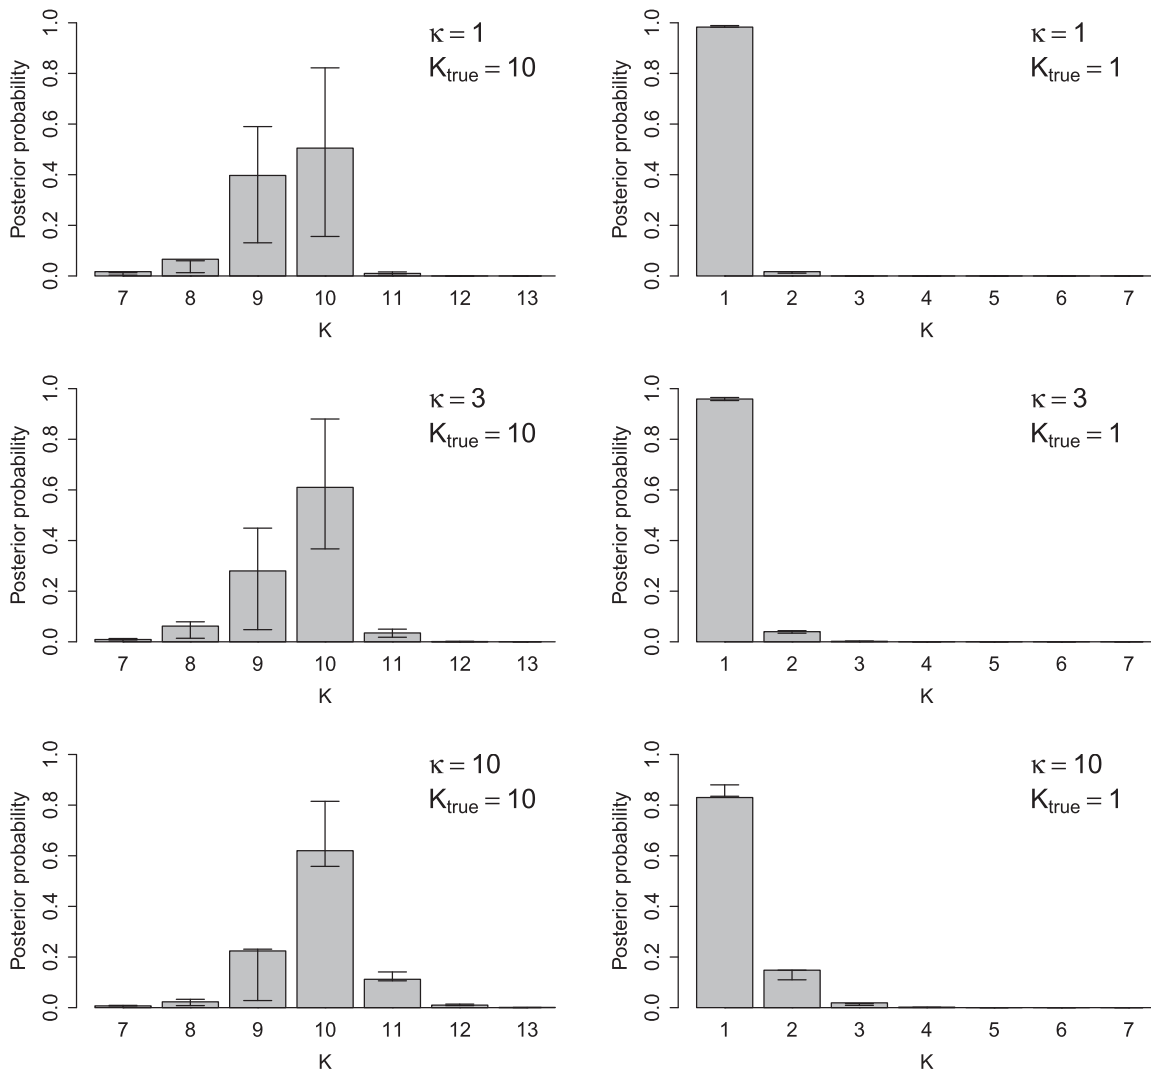 Posterior probability
0.0 0.2 0.4 0.6 0.8 1.0
κ = 1
K_true = 10
7 8 9 10 11 12 13
K
Posterior probability
0.0 0.2 0.4 0.6 0.8 1.0
κ = 1
K_true = 1
1 2 3 4 5 6 7
K
Posterior probability
0.0 0.2 0.4 0.6 0.8 1.0
κ = 3
K_true = 10
7 8 9 10 11 12 13
K
Posterior probability
0.0 0.2 0.4 0.6 0.8 1.0
κ = 3
K_true = 1
1 2 3 4 5 6 7
K
Posterior probability
0.0 0.2 0.4 0.6 0.8 1.0
κ = 10
K_true = 10
7 8 9 10 11 12 13
K
Posterior probability
0.0 0.2 0.4 0.6 0.8 1.0
κ = 10
K_true = 1
1 2 3 4 5 6 7
K